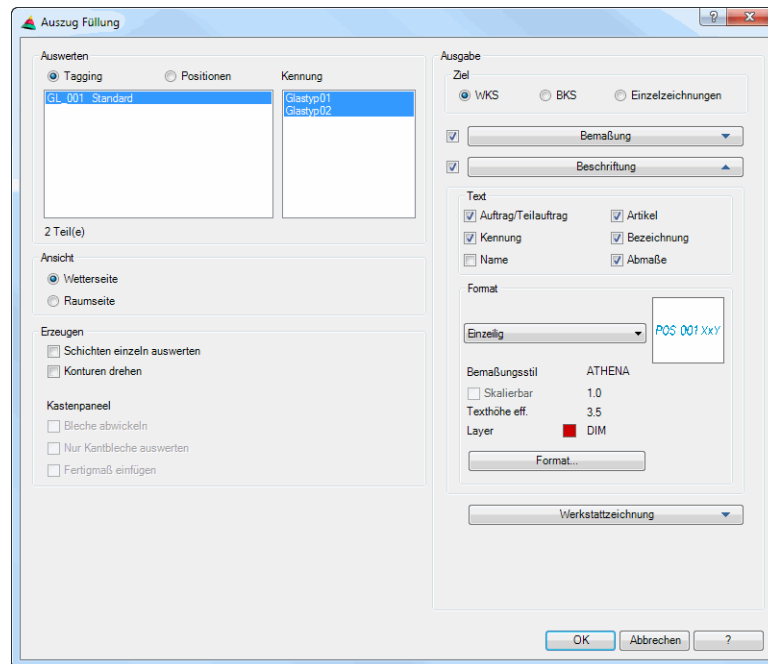 Auszug Füllung
Auswerten
Tagging
Positionen
Kennung
GL_001 Standard
Glastyp01
Glastyp02
2 Teil(e)
Ansicht
Wetterseite
Raumseite
Erzeugen
Schichten einzeln auswerten
Konturen drehen
Kastenpaneel
Bleche abwickeln
Nur Kantbleche auswerten
Fertigmaß einfügen
Ausgabe
Ziel
WKS
BKS
Einzelzeichnungen
Bemaßung
Beschriftung
Text
Auftrag/Teilauftrag
Artikel
Kennung
Bezeichnung
Name
Abmaße
Format
Einzeilig
POS 001 XxY
Bemaßungsstil ATHENA
Skalierbar 1.0
Texthöhe eff. 3.5
Layer DIM
Format...
Werkstattzeichnung
OK
Abbrechen
?